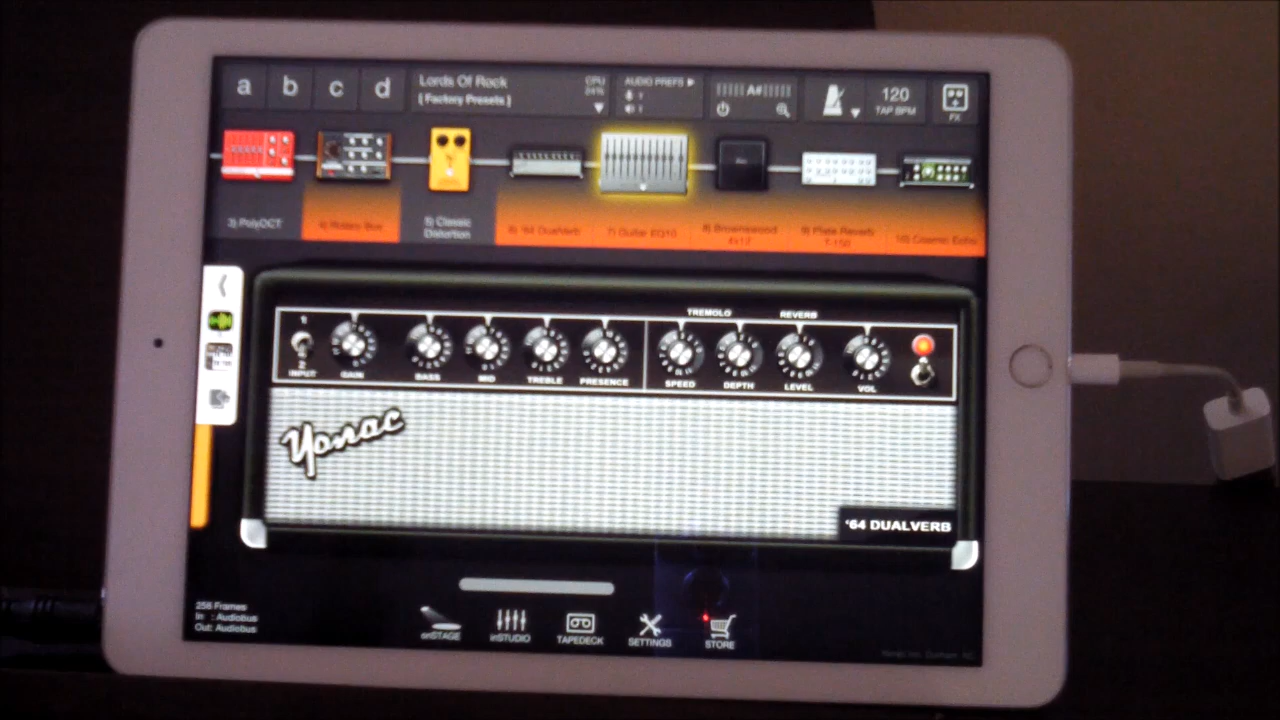 a b c d
Lords Of Rock
[ Factory Presets ]
CPU
24%
AUDIO PREFS
A#
120
TAP BPM
FX
3) PolyOCT
4) Rotary Box
5) Classic
Distortion
6) '64 DualVerb
7) Guitar EQ10
8) Brownswood
4x12
9) Plate Reverb
T-150
10) Cosmic Echo
TREMOLO
REVERB
1
2
INPUT
GAIN
BASS
MID
TREBLE
PRESENCE
SPEED
DEPTH
LEVEL
VOL
Yonac
'64 DUALVERB
256 Frames
In : Audiobus
Out: Audiobus
onSTAGE
inSTUDIO
TAPEDECK
SETTINGS
STORE